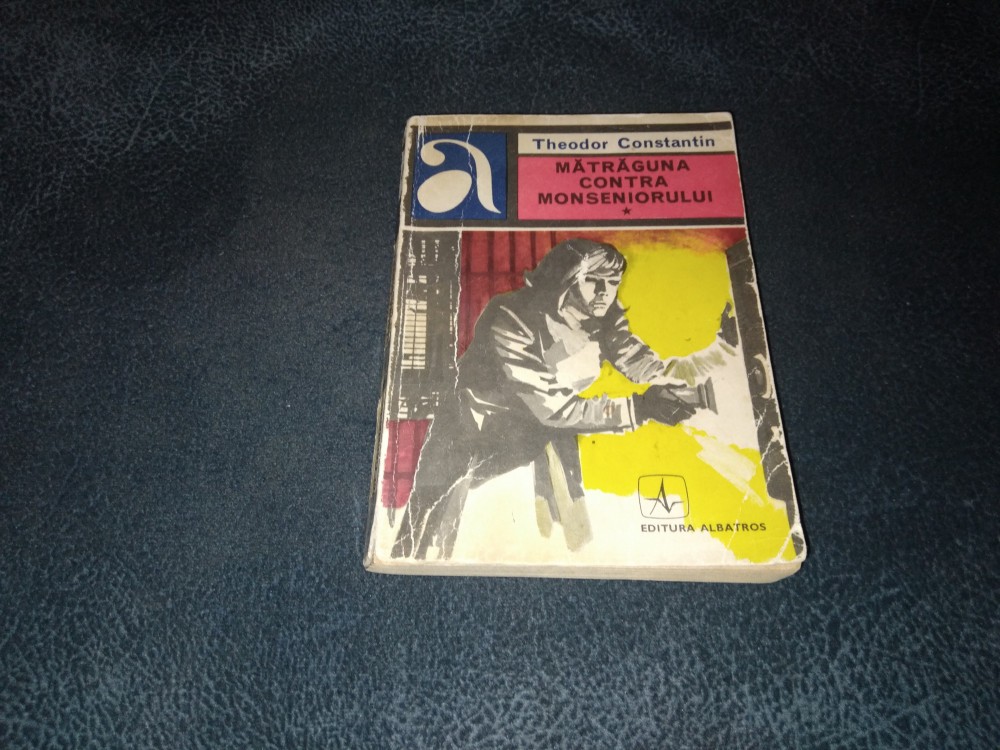 a
Theodor Constantin
MĂTRĂGUNA
CONTRA
MONSENIORULUI
★
EDITURA ALBATROS